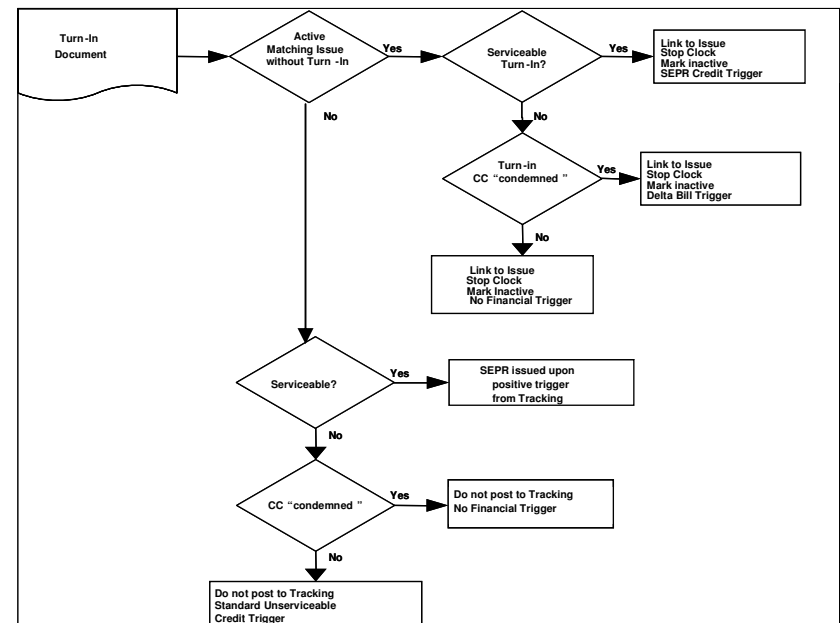 Turn-In
Document
Active
Matching Issue
without Turn -In
Yes
Serviceable
Turn-In?
Yes
Link to Issue
Stop Clock
Mark inactive
SEPR Credit Trigger
No
No
Turn-in
CC “condemned ”
Yes
Link to Issue
Stop Clock
Mark inactive
Delta Bill Trigger
No
Link to Issue
Stop Clock
Mark Inactive
No Financial Trigger
Serviceable?
Yes
SEPR issued upon
positive trigger
from Tracking
No
CC “condemned ”
Yes
Do not post to Tracking
No Financial Trigger
No
Do not post to Tracking
Standard Unserviceable
Credit Trigger